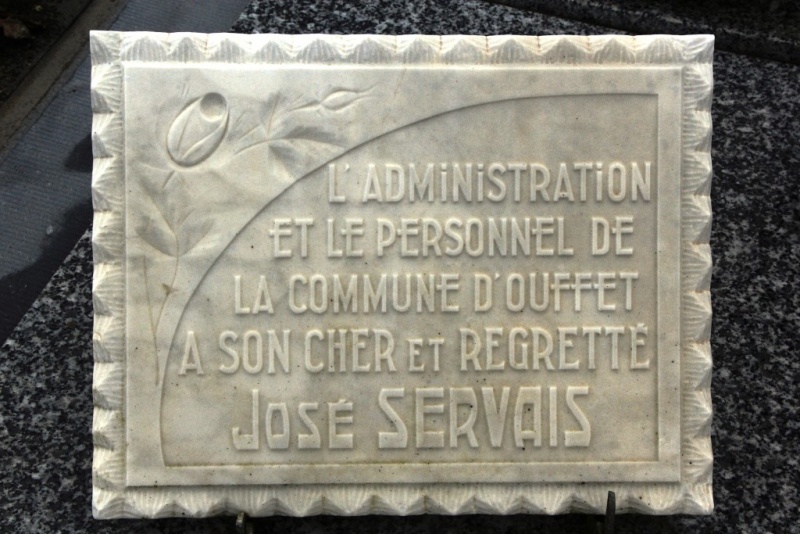 L'ADMINISTRATION
ET LE PERSONNEL DE
LA COMMUNE D'OUFFET
A SON CHER ET REGRETTÉ
JOSÉ SERVAIS